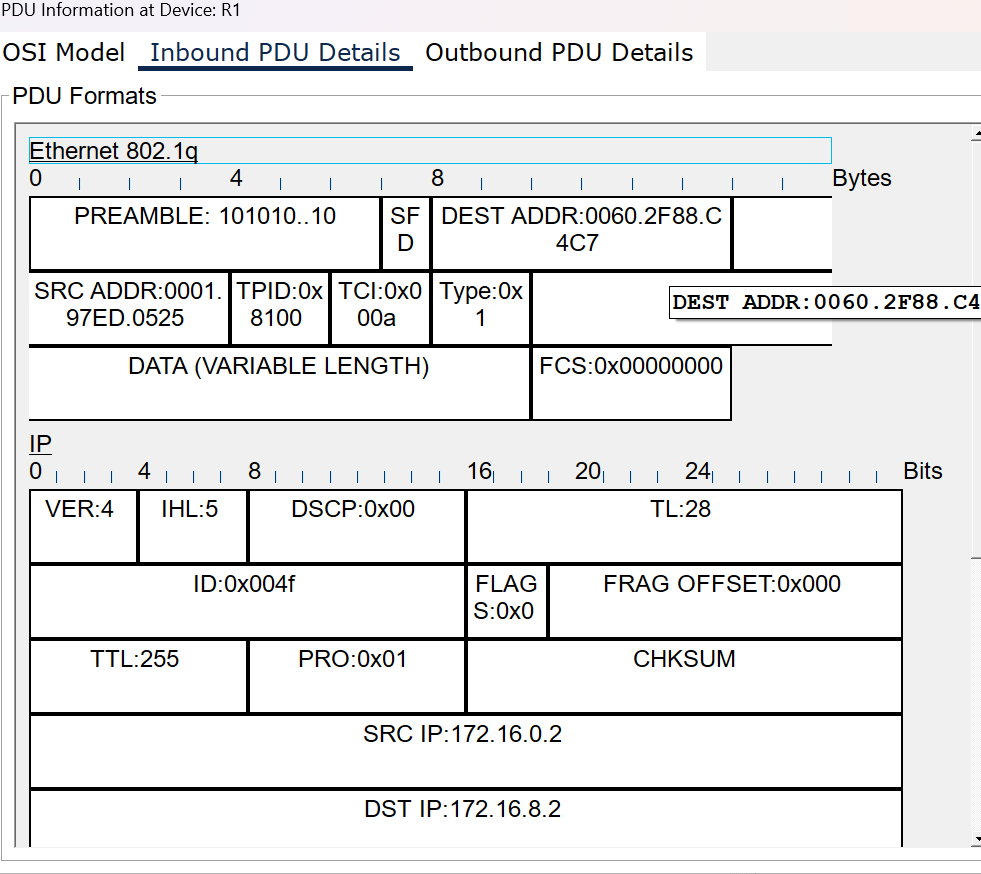 PDU Information at Device: R1
OSI Model Inbound PDU Details Outbound PDU Details
PDU Formats
Ethernet 802.1q
0 4 8 Bytes
PREAMBLE: 101010..10 SF DEST ADDR:0060.2F88.C
D 4C7
SRC ADDR:0001. TPID:0x TCI:0x0 Type:0x
97ED.0525 8100 00a 1
DEST ADDR:0060.2F88.C4
DATA (VARIABLE LENGTH) FCS:0x00000000
IP
0 4 8 16 20 24 Bits
VER:4 IHL:5 DSCP:0x00 TL:28
ID:0x004f FLAG FRAG OFFSET:0x000
S:0x0
TTL:255 PRO:0x01 CHKSUM
SRC IP:172.16.0.2
DST IP:172.16.8.2